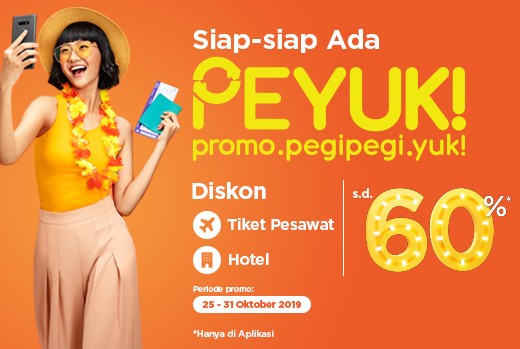 Siap-siap Ada
PEYUK!
promo.pegipegi.yuk!
Diskon
Tiket Pesawat
Hotel
s.d.
60%*
Periode promo:
25 - 31 Oktober 2019
*Hanya di Aplikasi